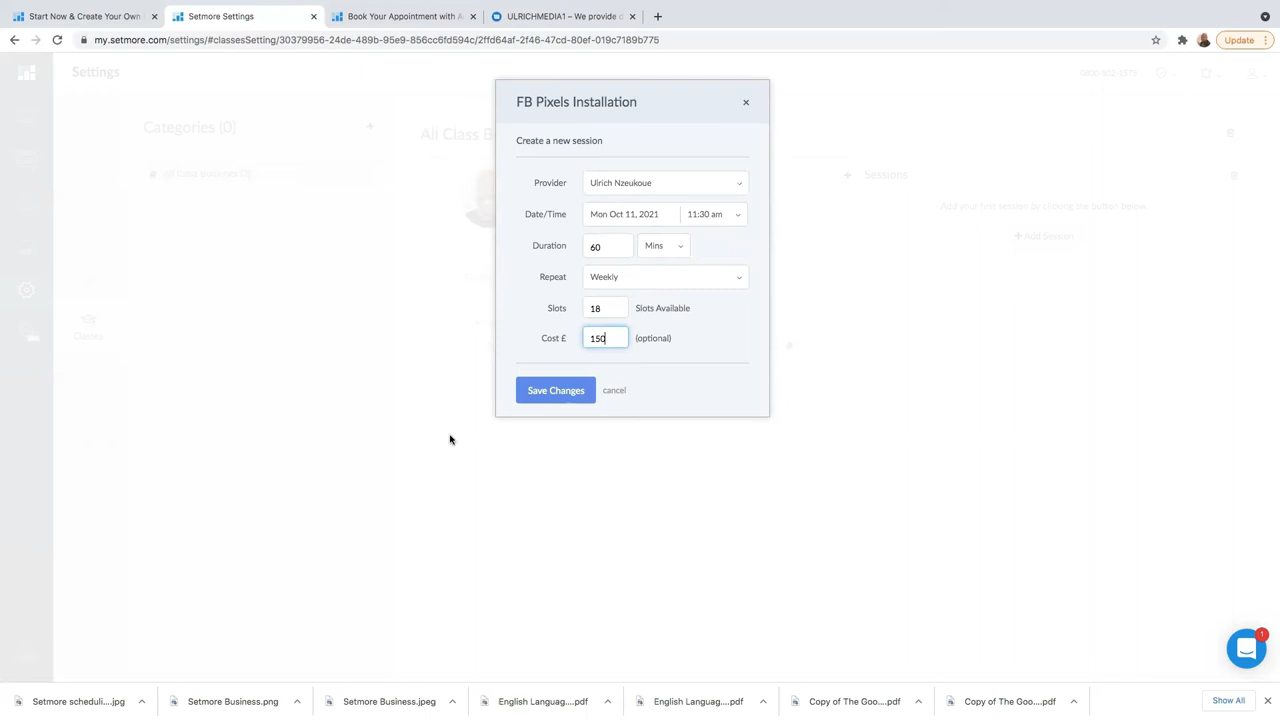 Start Now & Create Your Own
Setmore Settings
Book Your Appointment with A
ULRICHMEDIA1 – We provide d
my.setmore.com/settings/#classesSetting/30379956-24de-489b-95e9-856cc6fd594c/2ffd64af-2f46-47cd-80ef-019c7189b775
Update
Settings
0800-802-1575
Categories (0)
All Class B
Sessions
Add your first session by clicking the button below.
Add Session
Classes
FB Pixels Installation
Create a new session
Provider Ulrich Nzeukoue
Date/Time Mon Oct 11, 2021 11:30 am
Duration 60 Mins
Repeat Weekly
Slots 18 Slots Available
Cost £ 150 (optional)
Save Changes cancel
1
Setmore scheduli....jpg
Setmore Business.png
Setmore Business.jpeg
English Languag....pdf
English Languag....pdf
Copy of The Goo....pdf
Copy of The Goo....pdf
Show All